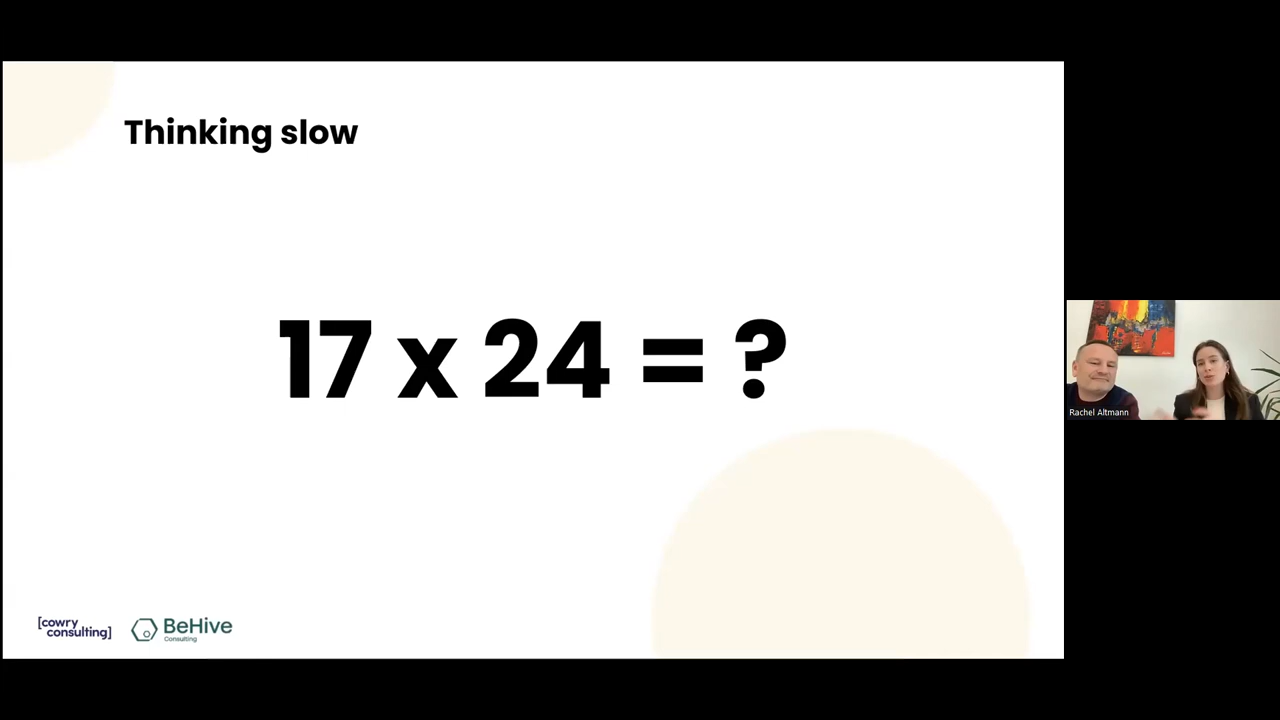 Thinking slow
17 x 24 = ?
Rachel Altmann
[cowry
consulting]
BeHive
Consulting